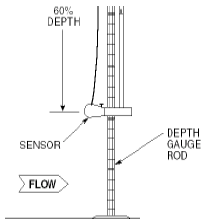 60%
DEPTH
SENSOR
DEPTH
GAUGE
ROD
FLOW